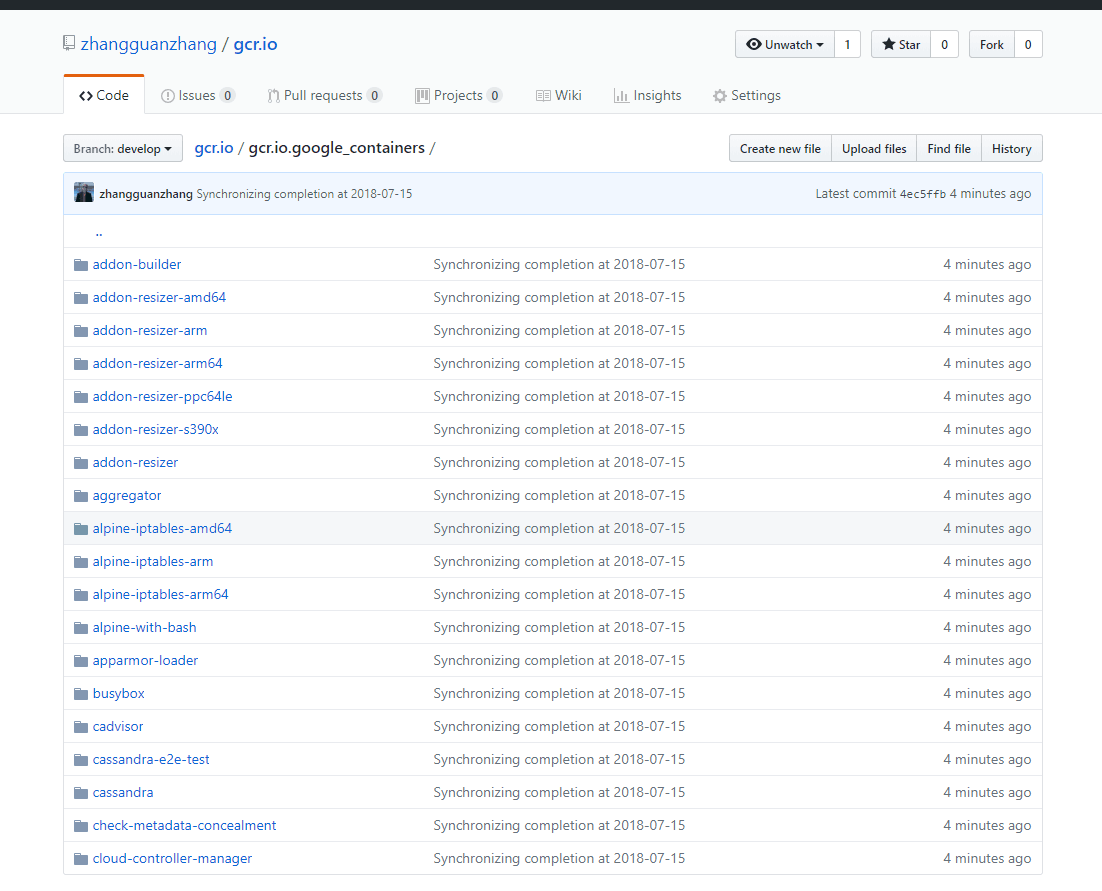 zhangguanzhang / gcr.io
Unwatch 1 Star 0 Fork 0
Code Issues 0 Pull requests 0 Projects 0 Wiki Insights Settings
Branch: develop gcr.io / gcr.io.google_containers / Create new file Upload files Find file History
zhangguanzhang Synchronizing completion at 2018-07-15 Latest commit 4ec5ffb 4 minutes ago
..
addon-builder Synchronizing completion at 2018-07-15 4 minutes ago
addon-resizer-amd64 Synchronizing completion at 2018-07-15 4 minutes ago
addon-resizer-arm Synchronizing completion at 2018-07-15 4 minutes ago
addon-resizer-arm64 Synchronizing completion at 2018-07-15 4 minutes ago
addon-resizer-ppc64le Synchronizing completion at 2018-07-15 4 minutes ago
addon-resizer-s390x Synchronizing completion at 2018-07-15 4 minutes ago
addon-resizer Synchronizing completion at 2018-07-15 4 minutes ago
aggregator Synchronizing completion at 2018-07-15 4 minutes ago
alpine-iptables-amd64 Synchronizing completion at 2018-07-15 4 minutes ago
alpine-iptables-arm Synchronizing completion at 2018-07-15 4 minutes ago
alpine-iptables-arm64 Synchronizing completion at 2018-07-15 4 minutes ago
alpine-with-bash Synchronizing completion at 2018-07-15 4 minutes ago
apparmor-loader Synchronizing completion at 2018-07-15 4 minutes ago
busybox Synchronizing completion at 2018-07-15 4 minutes ago
cadvisor Synchronizing completion at 2018-07-15 4 minutes ago
cassandra-e2e-test Synchronizing completion at 2018-07-15 4 minutes ago
cassandra Synchronizing completion at 2018-07-15 4 minutes ago
check-metadata-concealment Synchronizing completion at 2018-07-15 4 minutes ago
cloud-controller-manager Synchronizing completion at 2018-07-15 4 minutes ago